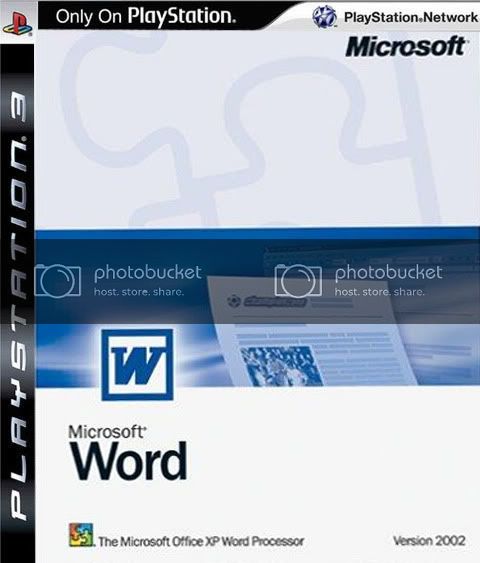 Only On PlayStation.
PlayStation®Network
Microsoft®
PLAYSTATION®3
photobucket
host. store. share.
photobucket
host. store. share.
W
Microsoft®
Word
The Microsoft Office XP Word Processor
Version 2002